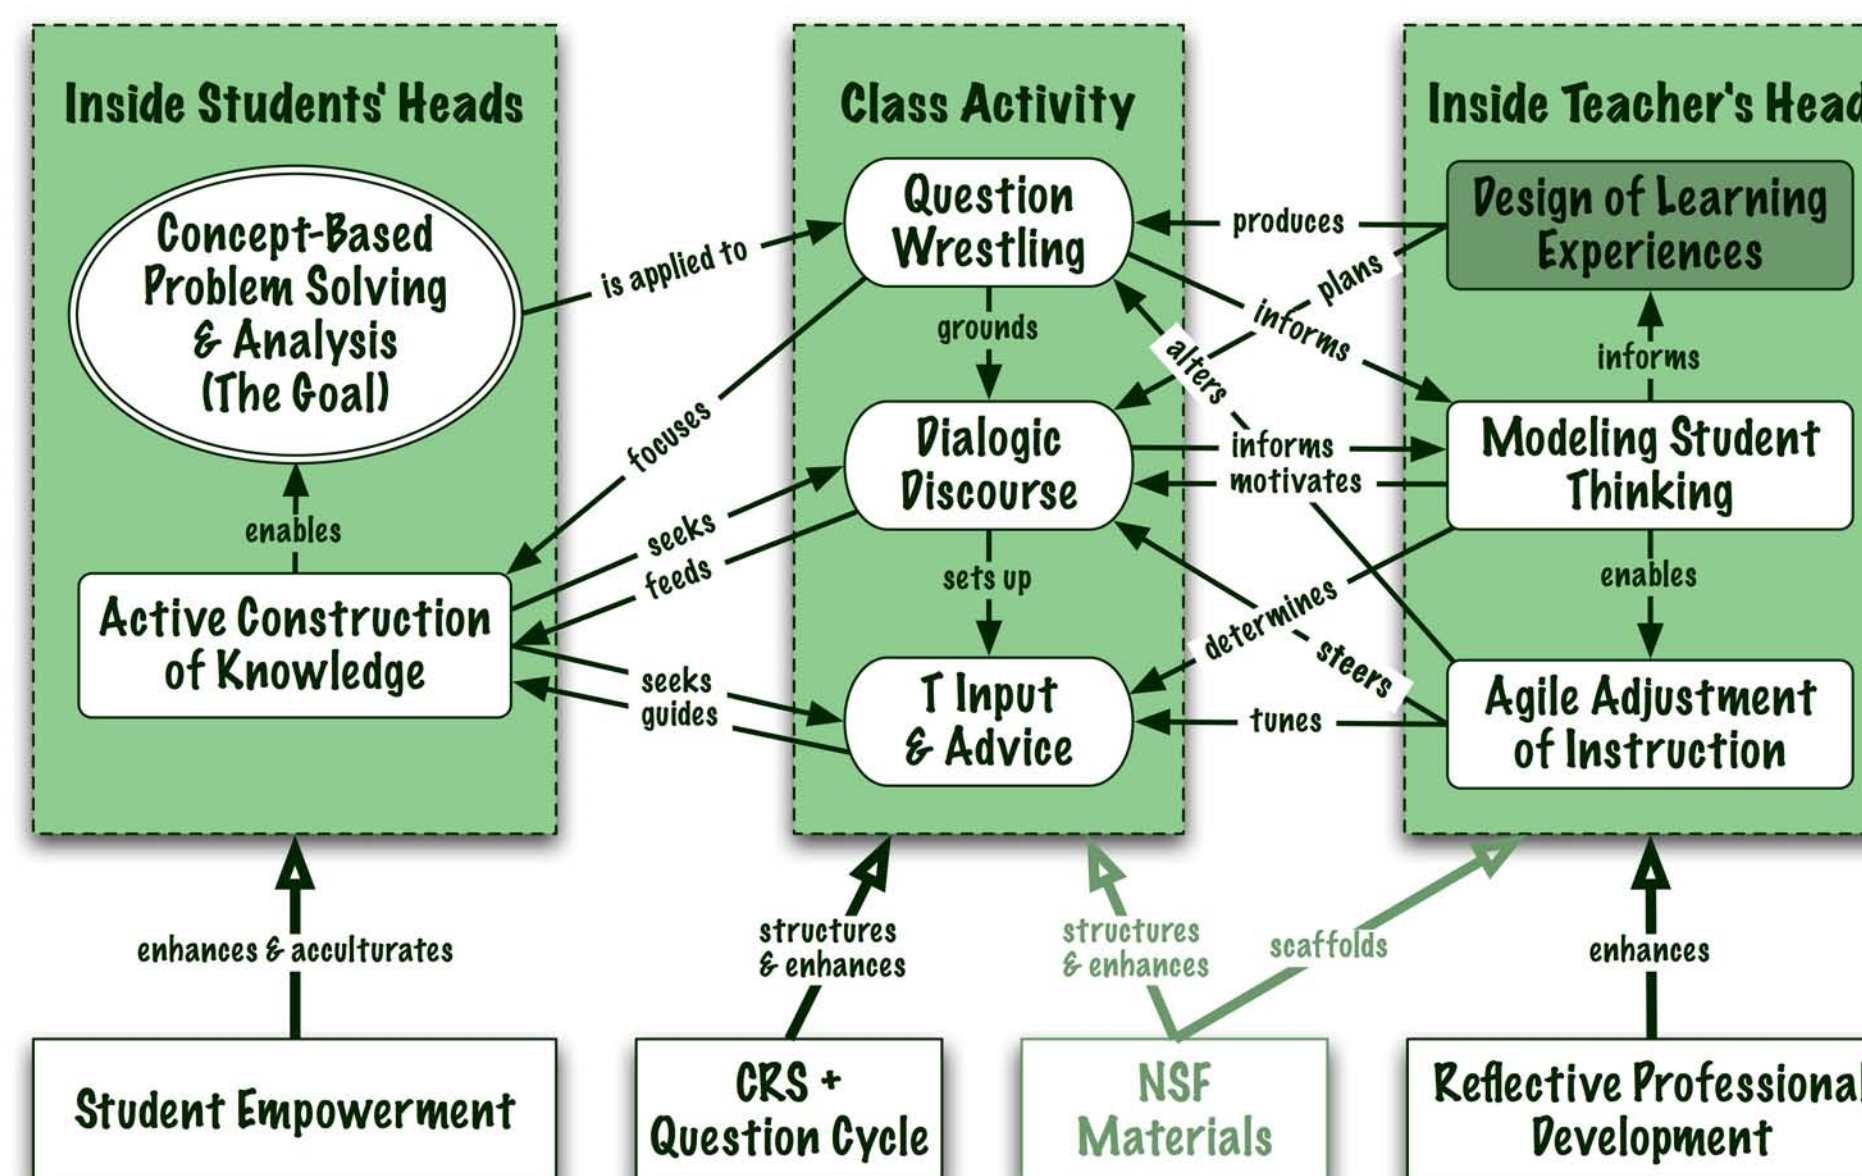 Inside Students' Heads
Concept-Based
Problem Solving
& Analysis
(The Goal)
enables
Active Construction
of Knowledge
is applied to
focuses
seeks
feeds
seeks
guides
Class Activity
Question
Wrestling
grounds
Dialogic
Discourse
sets up
T Input
& Advice
produces
plans
informs
alters
informs
motivates
determines
steers
tunes
Inside Teacher's Head
Design of Learning
Experiences
informs
Modeling Student
Thinking
enables
Agile Adjustment
of Instruction
enhances & acculturates
structures
& enhances
structures
& enhances
scaffolds
enhances
Student Empowerment
CRS +
Question Cycle
NSF
Materials
Reflective Professional
Development